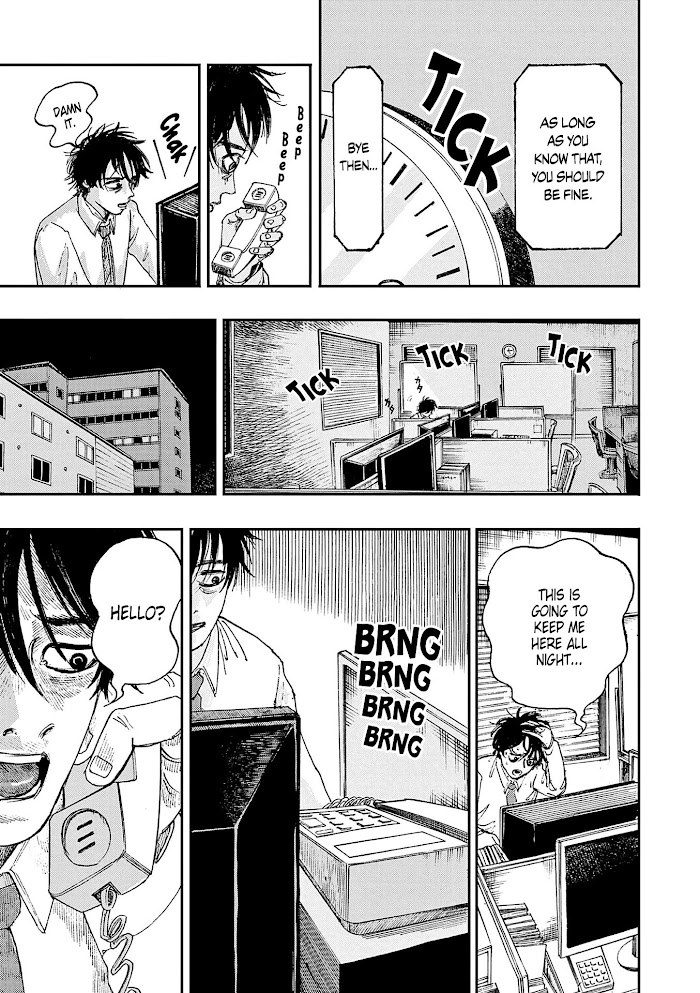 AS LONG
AS YOU
KNOW THAT,
YOU SHOULD
BE FINE.
TICK
TICK
BYE
THEN...
Beep
Beep
Chak
DAMN
IT.
TICK
TICK
TICK
THIS IS
GOING TO
KEEP ME
HERE ALL
NIGHT...
BRNG
BRNG
BRNG
BRNG
HELLO?